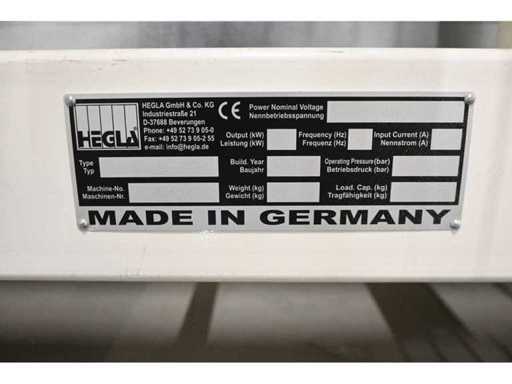 HEGLA
HEGLA GmbH & Co. KG
Industriestraße 21
D-37688 Beverungen
Phone: +49 52 73 9 05-0
Fax: +49 52 73 9 05-2 55
e-mail: info@hegla.de
CE
Power Nominal Voltage
Nennbetriebsspannung
Output (kW)
Leistung (kW)
Frequency (Hz)
Frequenz (Hz)
Input Current (A)
Nennstrom (A)
Type
Typ
Build. Year
Baujahr
Operating Pressure(bar)
Betriebsdruck (bar)
Machine-No.
Maschinen-Nr.
Weight (kg)
Gewicht (kg)
Load. Cap. (kg)
Tragfähigkeit (kg)
MADE IN GERMANY